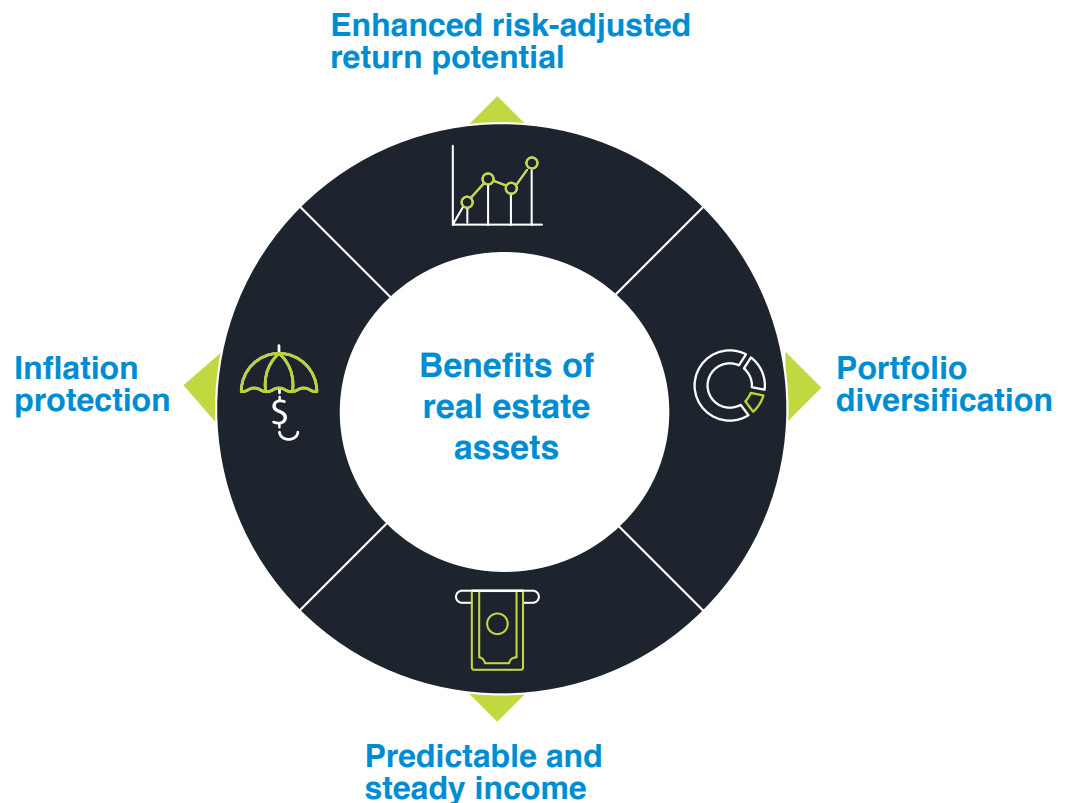 Enhanced risk-adjusted
return potential
Inflation
protection
Benefits of
real estate
assets
Portfolio
diversification
$
Predictable and
steady income